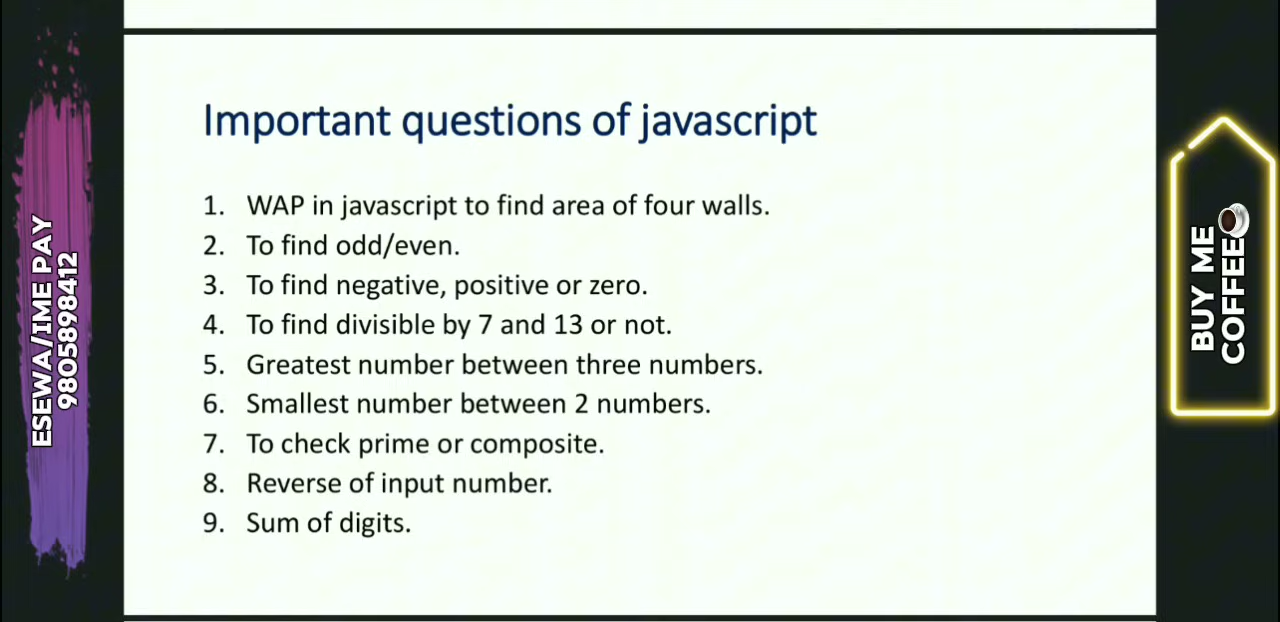 Important questions of javascript
1. WAP in javascript to find area of four walls.
2. To find odd/even.
3. To find negative, positive or zero.
4. To find divisible by 7 and 13 or not.
5. Greatest number between three numbers.
6. Smallest number between 2 numbers.
7. To check prime or composite.
8. Reverse of input number.
9. Sum of digits.
ESEWA/IME PAY
9805898412
BUY ME
COFFEE